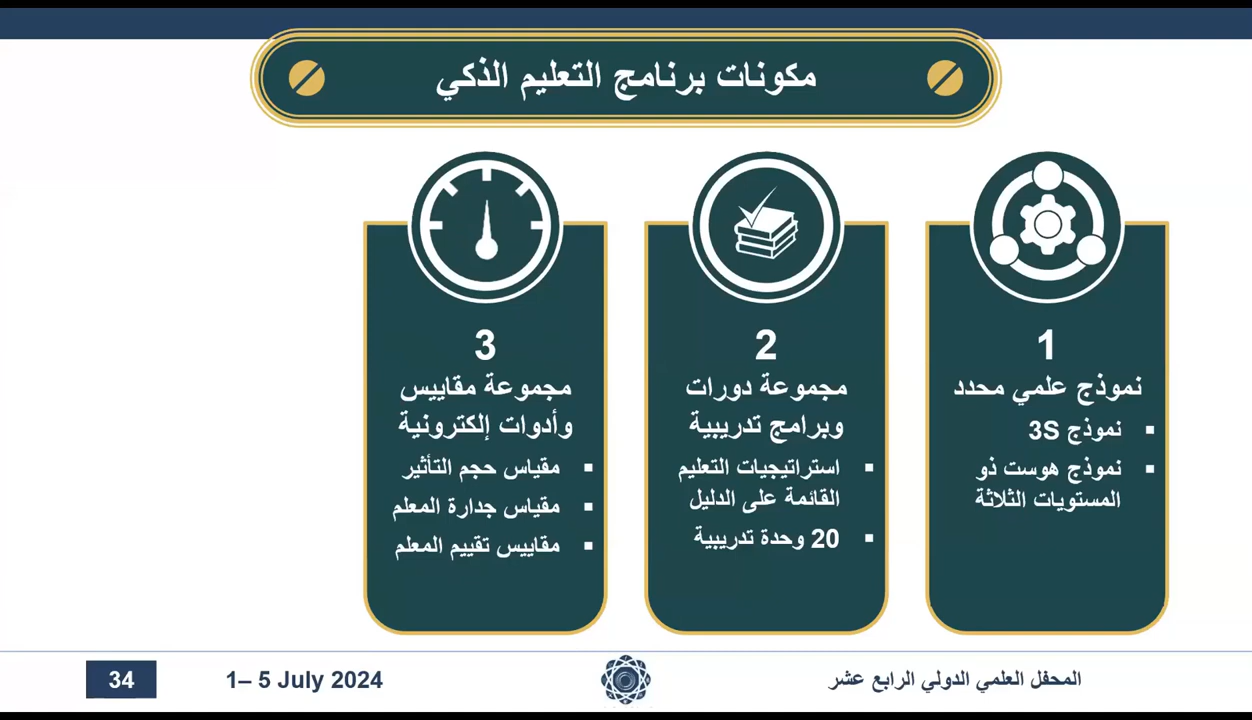 مكونات برنامج التعليم الذكي
1
نموذج علمي محدد
▪ نموذج 3S
▪ نموذج هوست ذو
المستويات الثلاثة
2
مجموعة دورات
وبرامج تدريبية
▪ استراتيجيات التعليم
القائمة على الدليل
▪ 20 وحدة تدريبية
3
مجموعة مقاييس
وأدوات إلكترونية
▪ مقياس حجم التأثير
▪ مقياس جدارة المعلم
▪ مقاييس تقييم المعلم
المحفل العلمي الدولي الرابع عشر
1– 5 July 2024
34